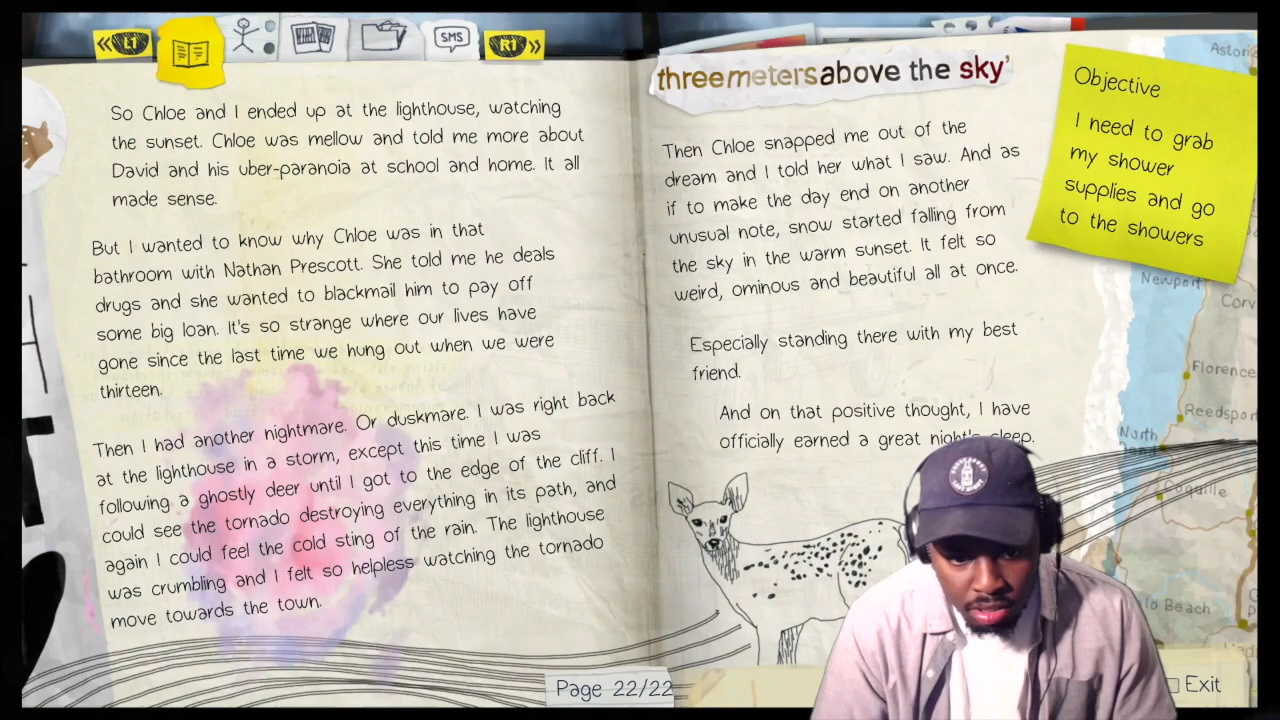 L1
SMS
R1
So Chloe and I ended up at the lighthouse, watching
the sunset. Chloe was mellow and told me more about
David and his uber-paranoia at school and home. It all
made sense.
But I wanted to know why Chloe was in that
bathroom with Nathan Prescott. She told me he deals
drugs and she wanted to blackmail him to pay off
some big loan. It's so strange where our lives have
gone since the last time we hung out when we were
thirteen.
Then I had another nightmare. Or duskmare. I was right back
at the lighthouse in a storm, except this time I was
following a ghostly deer until I got to the edge of the cliff. I
could see the tornado destroying everything in its path, and
again I could feel the cold sting of the rain. The lighthouse
was crumbling and I felt so helpless watching the tornado
move towards the town.
Page 22/22
three meters above the sky'
Then Chloe snapped me out of the
dream and I told her what I saw. And as
if to make the day end on another
unusual note, snow started falling from
the sky in the warm sunset. It felt so
weird, ominous and beautiful all at once.
Especially standing there with my best
friend.
And on that positive thought, I have
officially earned a great night's sleep.
Objective
I need to grab
my shower
supplies and go
to the showers
Newport
Florence
Reedsport
North
Coquille
Beach
Exit